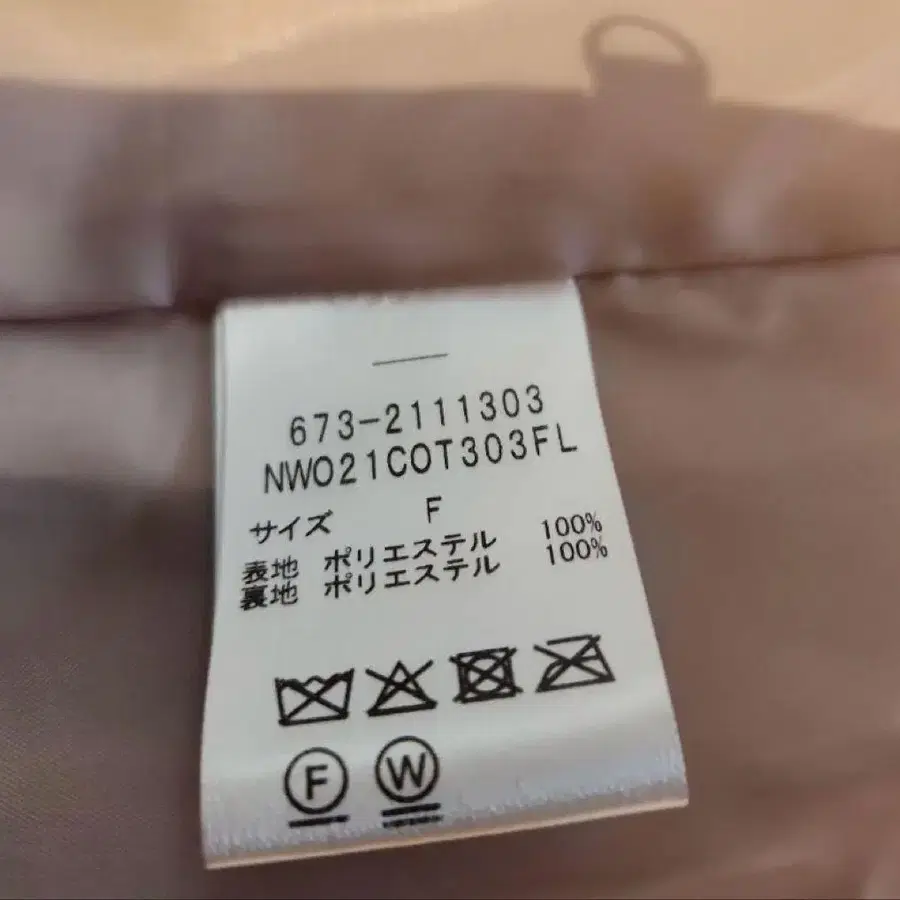 673-2111303
NW021COT303FL
サイズ F
表地 ポリエステル 100%
裏地 ポリエステル 100%
F W